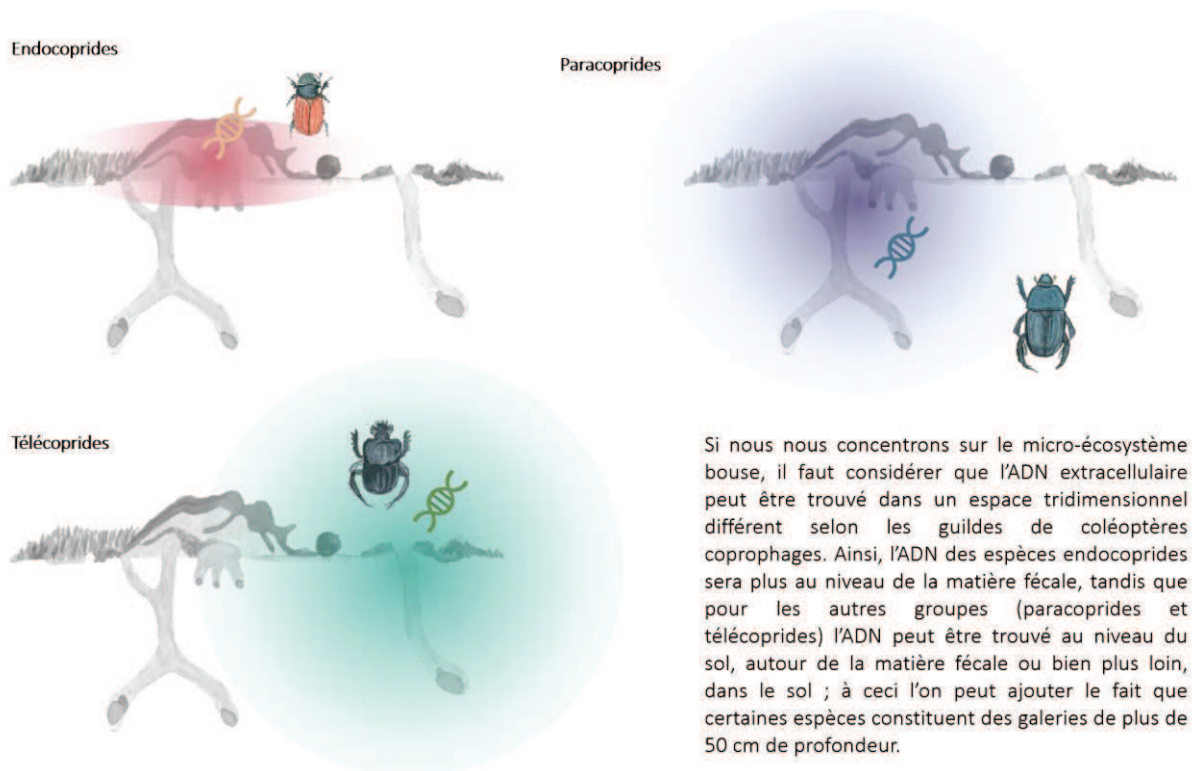 Endocoprides
Paracoprides
Télécoprides
Si nous nous concentrons sur le micro-écosystème
bouse, il faut considérer que l'ADN extracellulaire
peut être trouvé dans un espace tridimensionnel
différent selon les guildes de coléoptères
coprophages. Ainsi, l'ADN des espèces endocoprides
sera plus au niveau de la matière fécale, tandis que
pour les autres groupes (paracoprides et
télécoprides) l'ADN peut être trouvé au niveau du
sol, autour de la matière fécale ou bien plus loin,
dans le sol ; à ceci l'on peut ajouter le fait que
certaines espèces constituent des galeries de plus de
50 cm de profondeur.